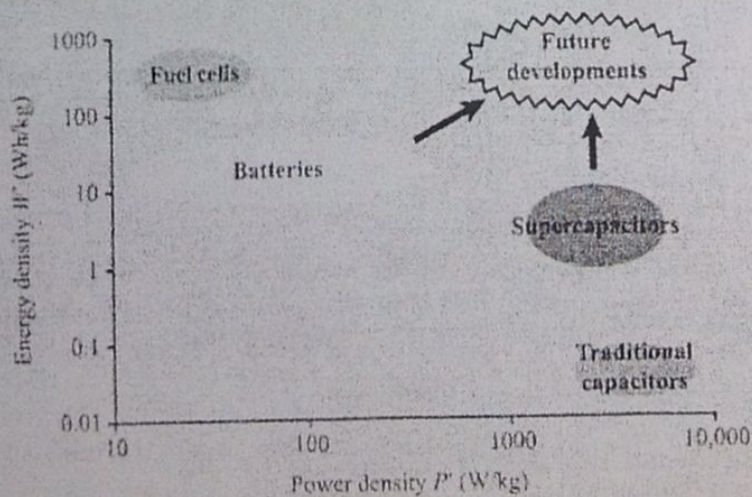 1000
Fuel cells
Future
developments
100
Batteries
10
Supercapacitors
1
0.1
Traditional
capacitors
0.01
10
100
1000
10,000
Energy density W′ (Wh/kg)
Power density P′ (W/kg)